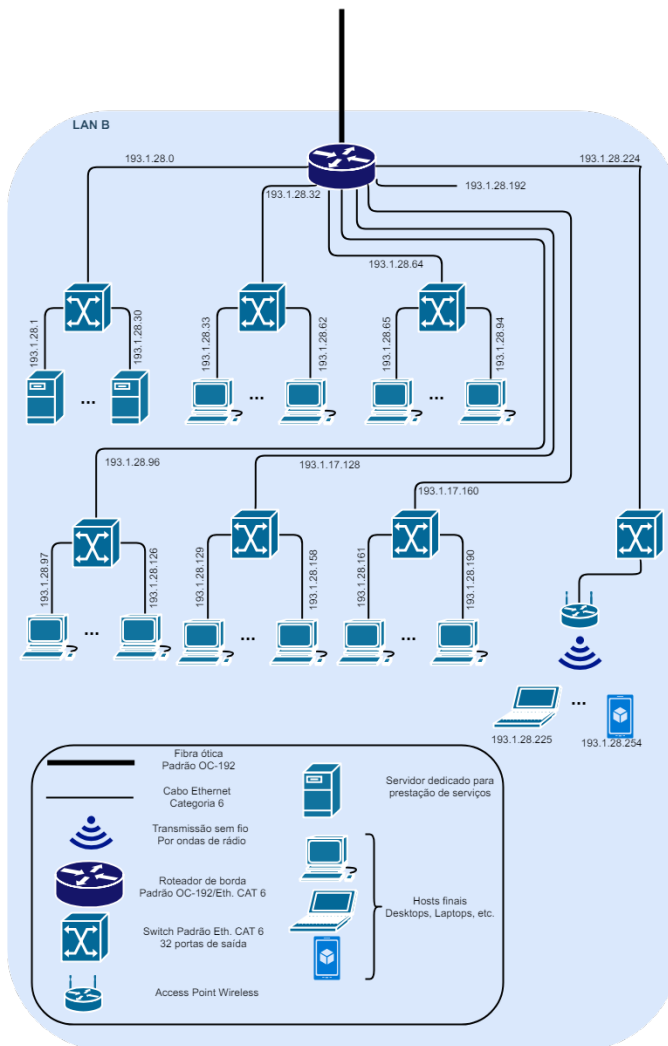 LAN B
193.1.28.0
193.1.28.224
193.1.28.192
193.1.28.32
193.1.28.64
193.1.28.1
193.1.28.30
193.1.28.33
193.1.28.62
193.1.28.65
193.1.28.94
...
...
...
193.1.28.96
193.1.17.128
193.1.17.160
193.1.28.97
193.1.28.126
193.1.28.129
193.1.28.158
193.1.28.161
193.1.28.190
...
...
...
...
193.1.28.225
193.1.28.254
Fibra ótica
Padrão OC-192
Cabo Ethernet
Categoria 6
Transmissão sem fio
Por ondas de rádio
Roteador de borda
Padrão OC-192/Eth. CAT 6
Switch Padrão Eth. CAT 6
32 portas de saída
Access Point Wireless
Servidor dedicado para
prestação de serviços
Hosts finais
Desktops, Laptops, etc.